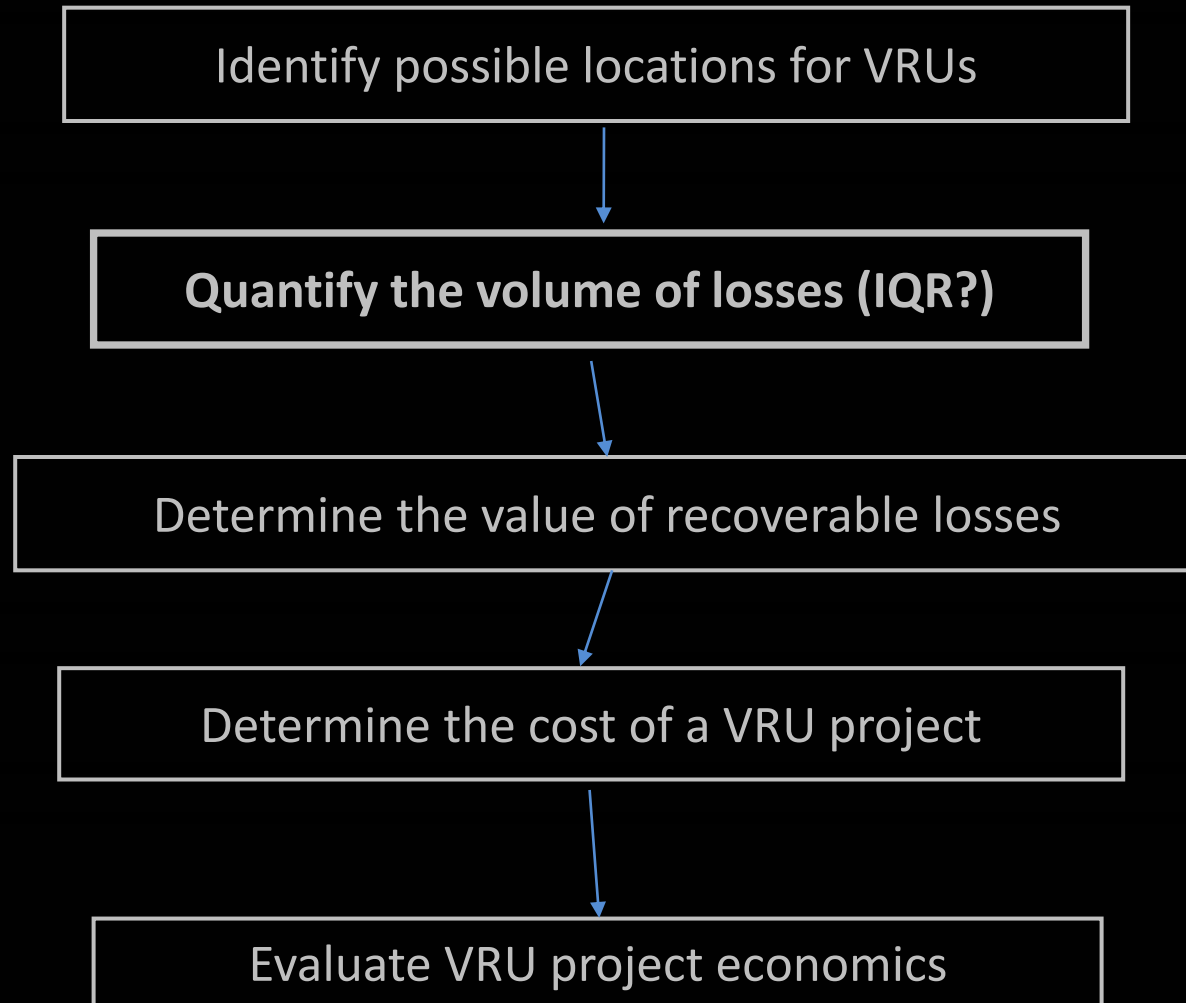 Identify possible locations for VRUs
Quantify the volume of losses (IQR?)
Determine the value of recoverable losses
Determine the cost of a VRU project
Evaluate VRU project economics